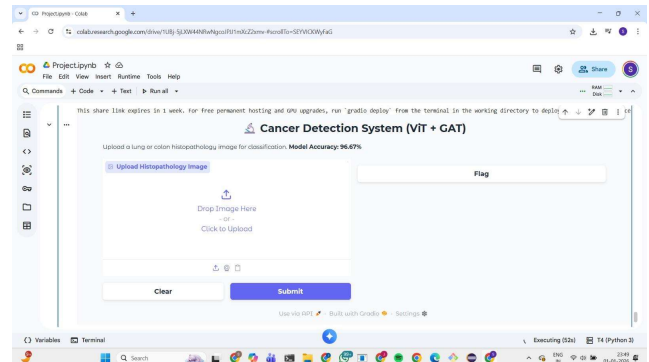 Project.ipynb - Colab
colab.research.google.com/drive/
Project.ipynb
File Edit View Insert Runtime Tools Help
Share
S
Commands + Code + Text Run all
RAM
Disk
This share link expires in 1 week. For free permanent hosting and GPU upgrades, run `gradio deploy` from the terminal in the working directory to deploy
Cancer Detection System (ViT + GAT)
Upload a lung or colon histopathology image for classification. Model Accuracy: 96.67%
Upload Histopathology Image
Flag
Drop Image Here
- or -
Click to Upload
Clear
Submit
Use via API · Built with Gradio · Settings
Variables Terminal
Executing (52s) T4 (Python 3)
Search
ENG
IN
23:49
01-01-2026